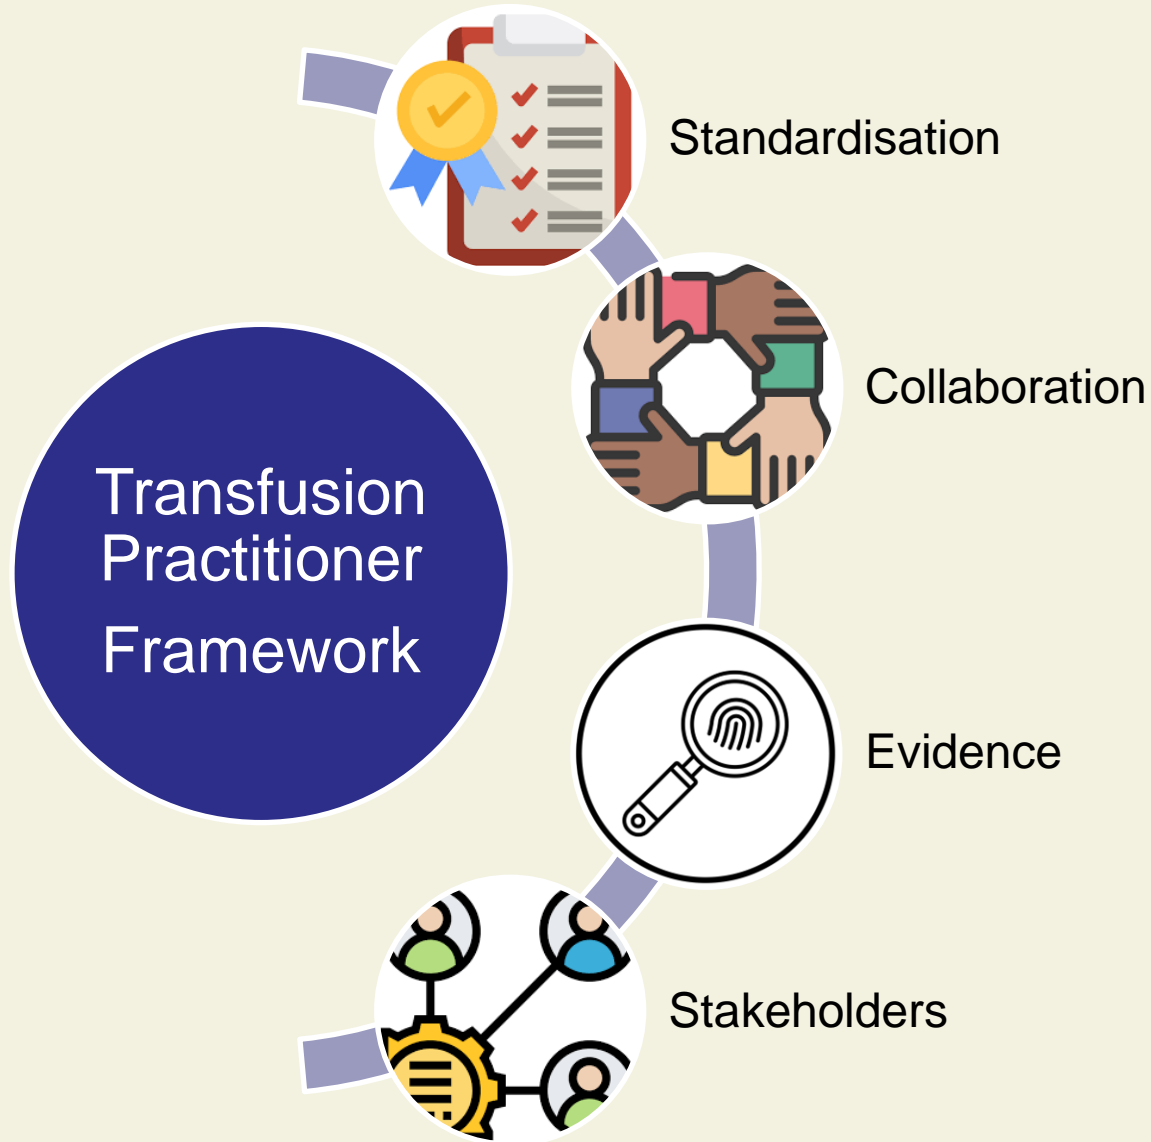 Standardisation
Collaboration
Transfusion
Practitioner
Framework
Evidence
Stakeholders